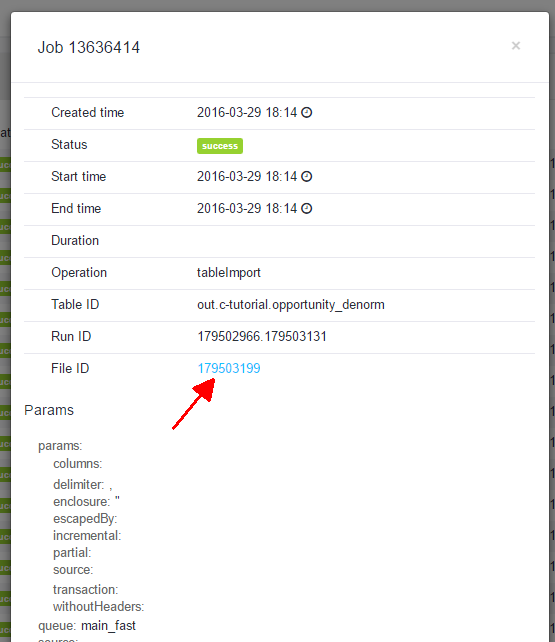 Job 13636414
×
Created time 2016-03-29 18:14
Status success
Start time 2016-03-29 18:14
End time 2016-03-29 18:14
Duration
Operation tableImport
Table ID out.c-tutorial.opportunity_denorm
Run ID 179502966.179503131
File ID 179503199
Params
params:
columns:
delimiter: ,
enclosure: "
escapedBy:
incremental:
partial:
source:
transaction:
withoutHeaders:
queue: main_fast
source: